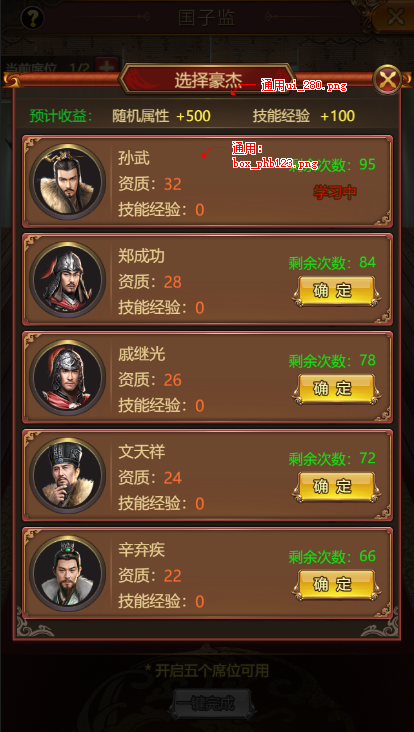 ?
国子监
当前席位 1/2 +
选择豪杰
通用ui_280.png
预计收益: 随机属性 +500 技能经验 +100
通用:
box_phb123.png
孙武
剩余次数: 95
资质: 32
学习中
技能经验: 0
郑成功
剩余次数: 84
资质: 28
确 定
技能经验: 0
戚继光
剩余次数: 78
资质: 26
确 定
技能经验: 0
文天祥
剩余次数: 72
资质: 24
确 定
技能经验: 0
辛弃疾
剩余次数: 66
资质: 22
确 定
技能经验: 0
*开启五个席位可用
一键完成